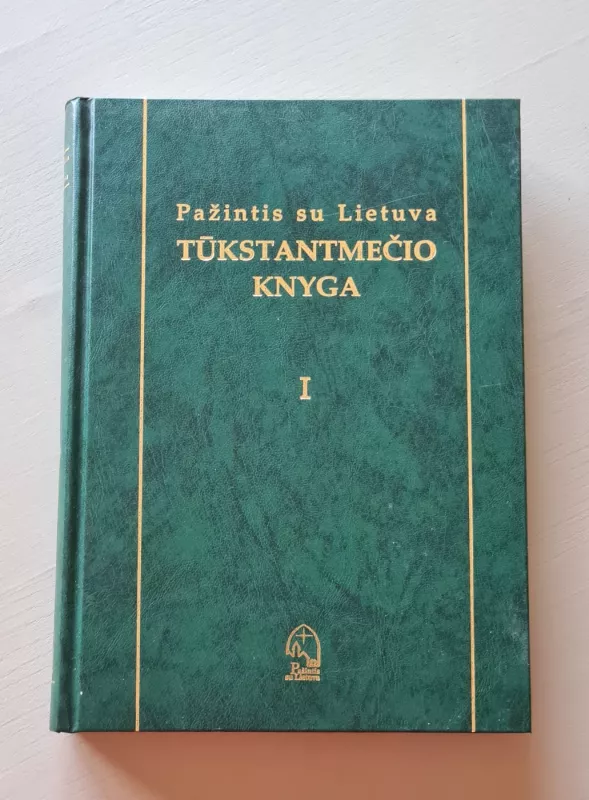 Pažintis su Lietuva
TŪKSTANTMEČIO
KNYGA
I
Pažintis
su Lietuva